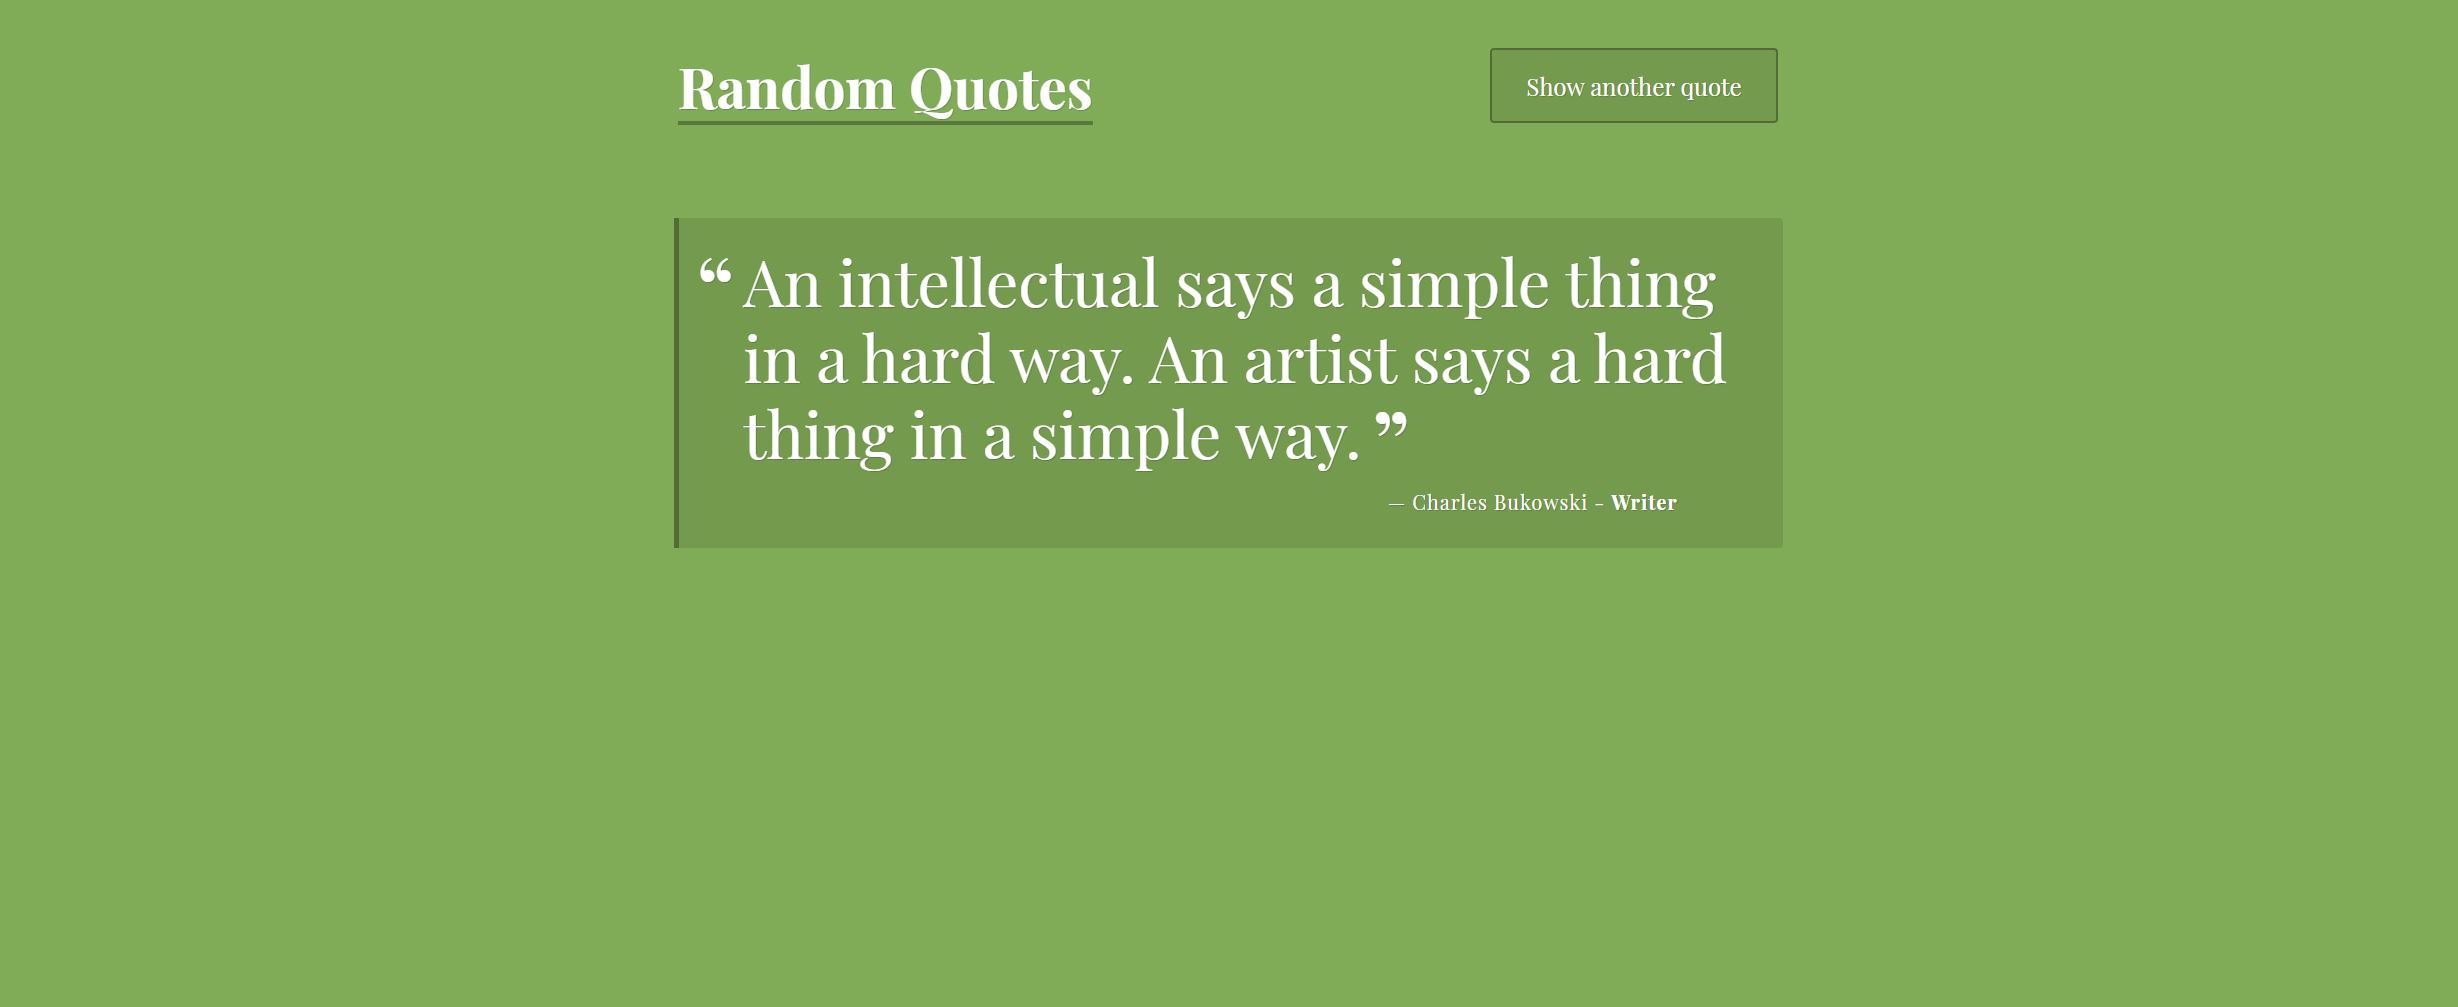 Random Quotes
Show another quote
“ An intellectual says a simple thing
in a hard way. An artist says a hard
thing in a simple way. ”
— Charles Bukowski - Writer